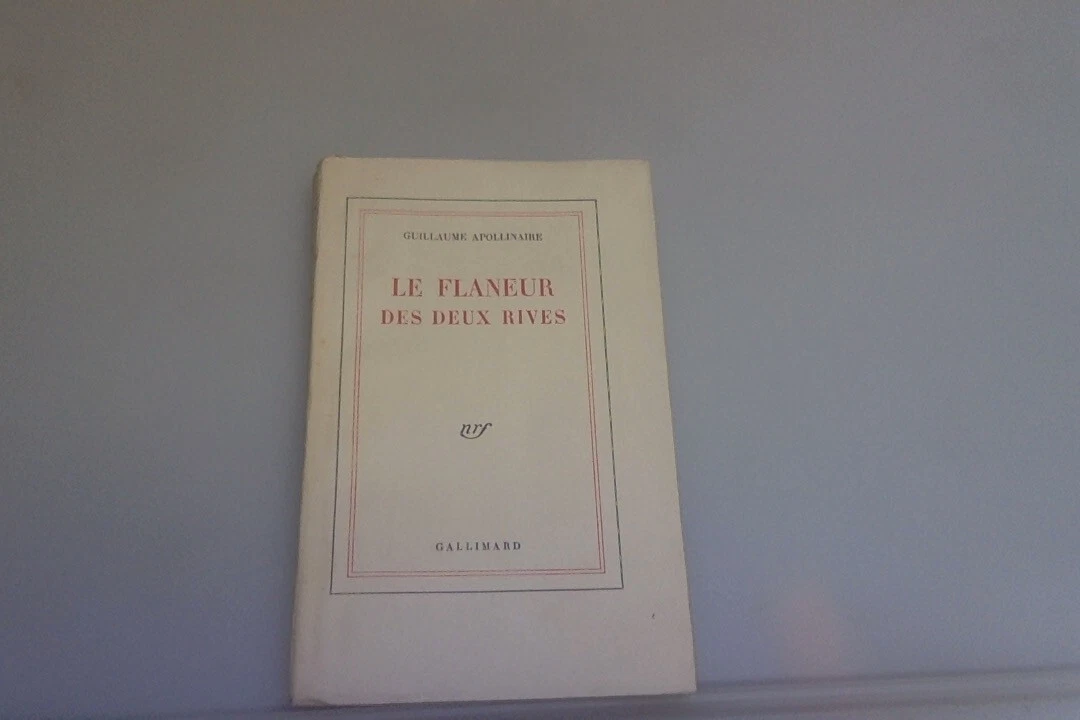 GUILLAUME APOLLINAIRE
LE FLANEUR
DES DEUX RIVES
nrf
GALLIMARD